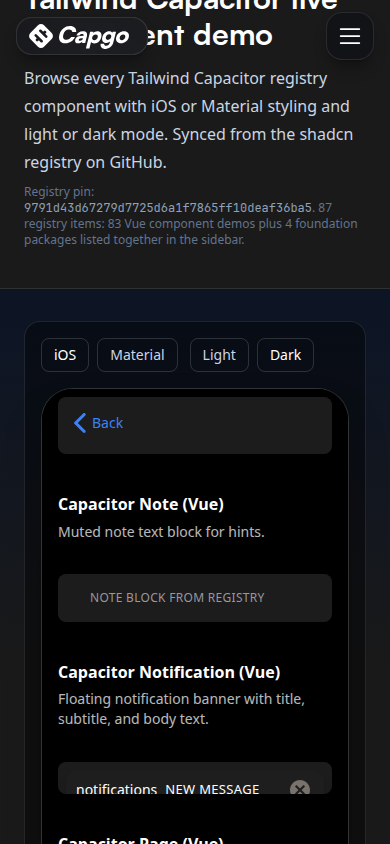 Tailwind Capacitor live
Capgo
ent demo
Browse every Tailwind Capacitor registry
component with iOS or Material styling and
light or dark mode. Synced from the shadcn
registry on GitHub.
Registry pin:
9791d43d67279d7725d6a1f7865ff10deaf36ba5. 87
registry items: 83 Vue component demos plus 4 foundation
packages listed together in the sidebar.
iOS Material Light Dark
Back
Capacitor Note (Vue)
Muted note text block for hints.
NOTE BLOCK FROM REGISTRY
Capacitor Notification (Vue)
Floating notification banner with title,
subtitle, and body text.
notifications NEW MESSAGE
Capacitor Page (Vue)